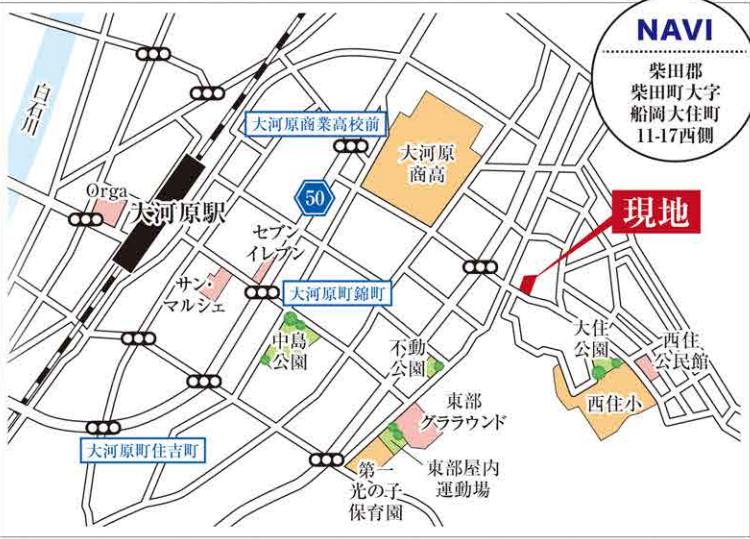 NAVI
柴田郡
柴田町大字
船岡大住町
11-17西側
白石川
大河原商業高校前
大河原
商高
50
Orga
大河原駅
現地
セブン
イレブン
サン・
マルシェ
大河原町錦町
中島
公園
不動
公園
大住
公園
西住
公民館
西住小
東部
グララウンド
大河原町住吉町
第一
光の子
保育園
東部屋内
運動場